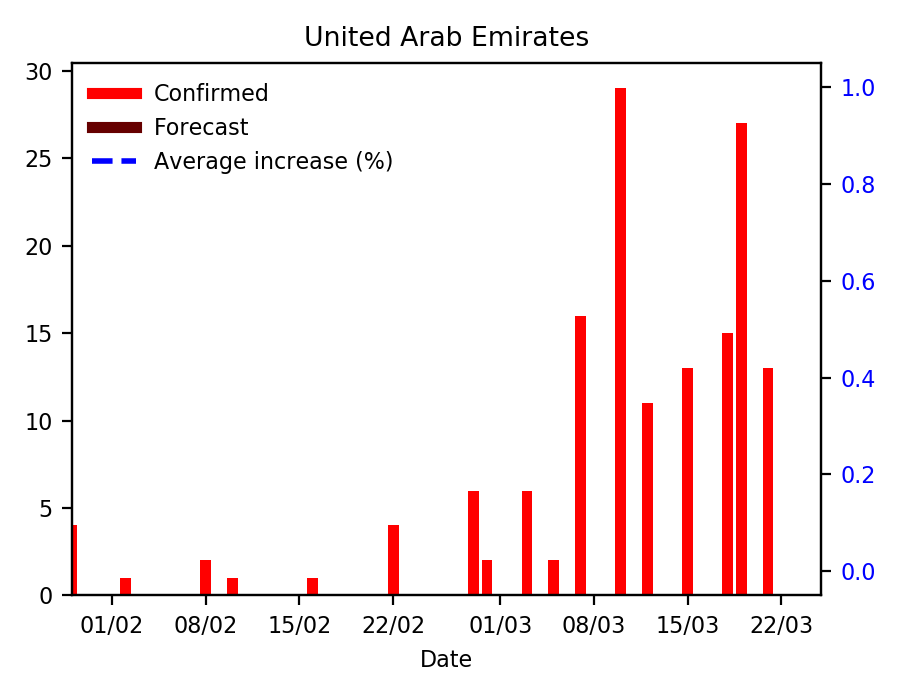 United Arab Emirates
Confirmed
Forecast
Average increase (%)
30
25
20
15
10
5
0
1.0
0.8
0.6
0.4
0.2
0.0
01/02 08/02 15/02 22/02 01/03 08/03 15/03 22/03
Date